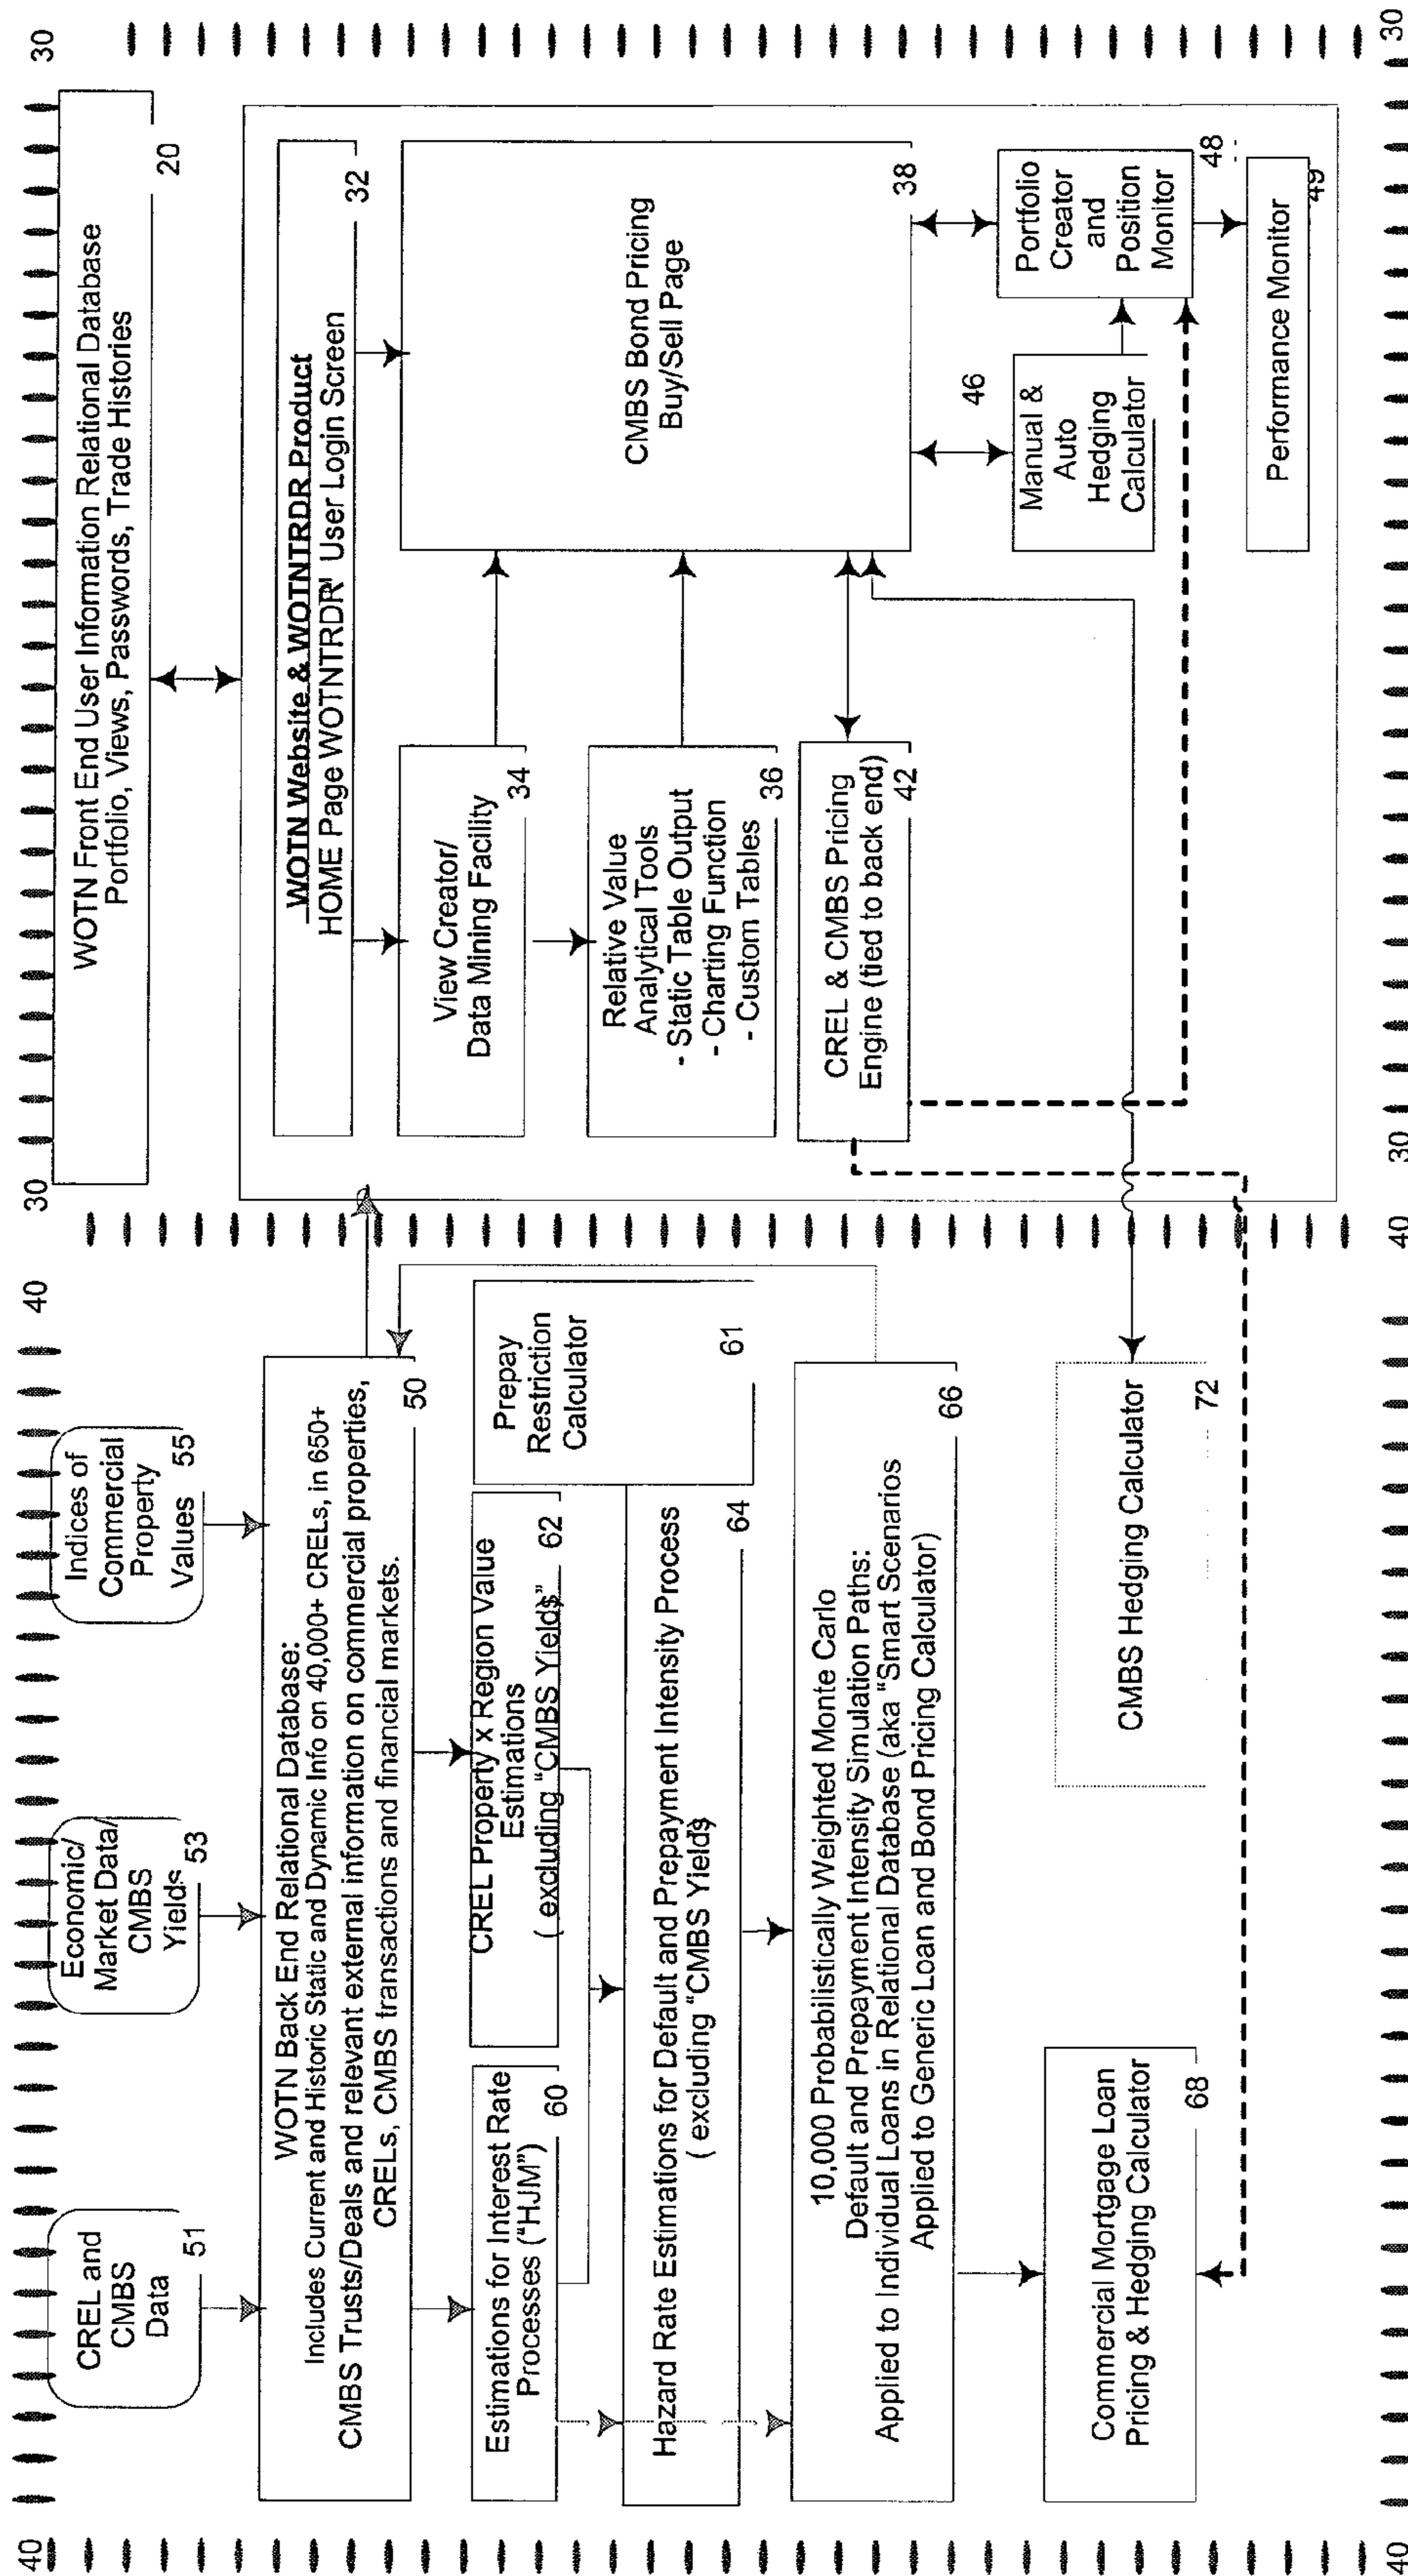 40
40
CREL and
CMBS
Data
51
Economic/
Market Data/
CMBS
Yields
53
Indices of
Commercial
Property
Values
55
WOTN Back End Relational Database:
Includes Current and Historic Static and Dynamic Info on 40,000+ CRELs, in 650+
CMBS Trusts/Deals and relevant external information on commercial properties,
CRELs, CMBS transactions and financial markets.
50
Estimations for Interest Rate
Processes ("HJM")
60
CREL Property x Region Value
Estimations
( excluding "CMBS Yields"
62
Prepay
Restriction
Calculator
61
Hazard Rate Estimations for Default and Prepayment Intensity Process
( excluding "CMBS Yields)
64
10,000 Probabilistically Weighted Monte Carlo
Default and Prepayment Intensity Simulation Paths:
Applied to Individual Loans in Relational Database (aka "Smart Scenarios
Applied to Generic Loan and Bond Pricing Calculator)
66
Commercial Mortgage Loan
Pricing & Hedging Calculator
68
CMBS Hedging Calculator
72
40
40
30
30
WOTN Front End User Information Relational Database
Portfolio, Views, Passwords, Trade Histories
20
WOTN Website & WOTNTRDR Product
HOME Page WOTNTRDR' User Login Screen
32
View Creator/
Data Mining Facility
34
Relative Value
Analytical Tools
- Static Table Output
- Charting Function
- Custom Tables
36
CREL & CMBS Pricing
Engine (tied to back end)
42
CMBS Bond Pricing
Buy/Sell Page
38
Manual &
Auto
Hedging
Calculator
46
Portfolio
Creator
and
Position
Monitor
48
Performance Monitor
49
30
30